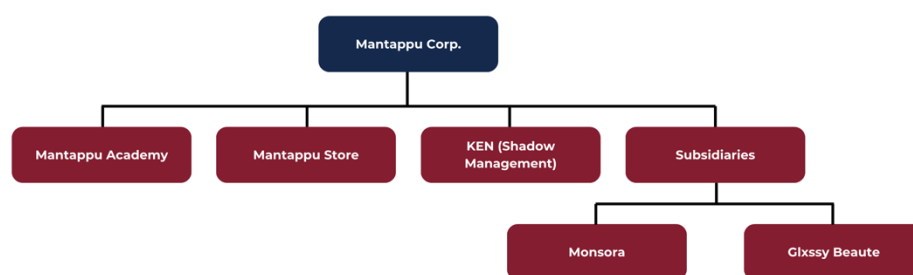 Mantappu Corp.
Mantappu Academy
Mantappu Store
KEN (Shadow
Management)
Subsidiaries
Monsora
Glxssy Beaute